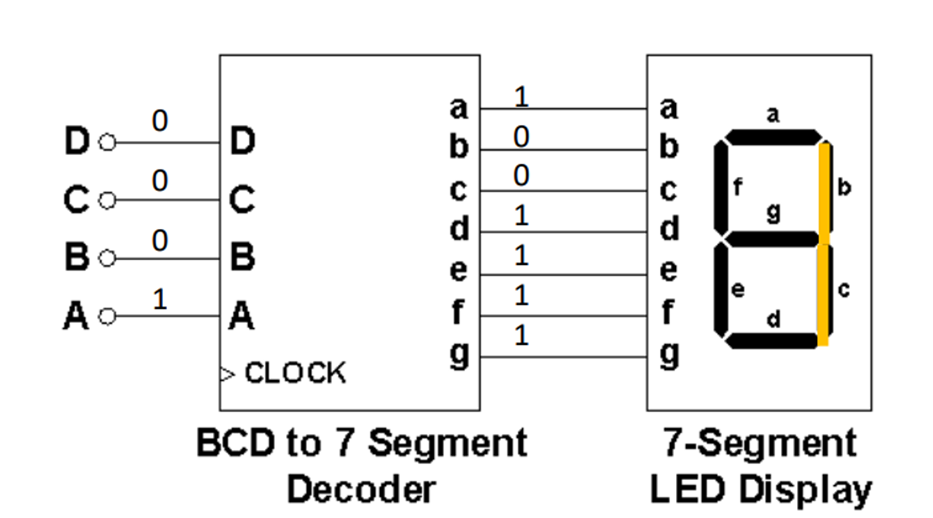 D 0 D
C 0 C
B 0 B
A 1 A
> CLOCK
a 1 a
b 0 b
c 0 c
d 1 d
e 1 e
f 1 f
g 1 g
a
f b
g
e c
d
BCD to 7 Segment
Decoder
7-Segment
LED Display